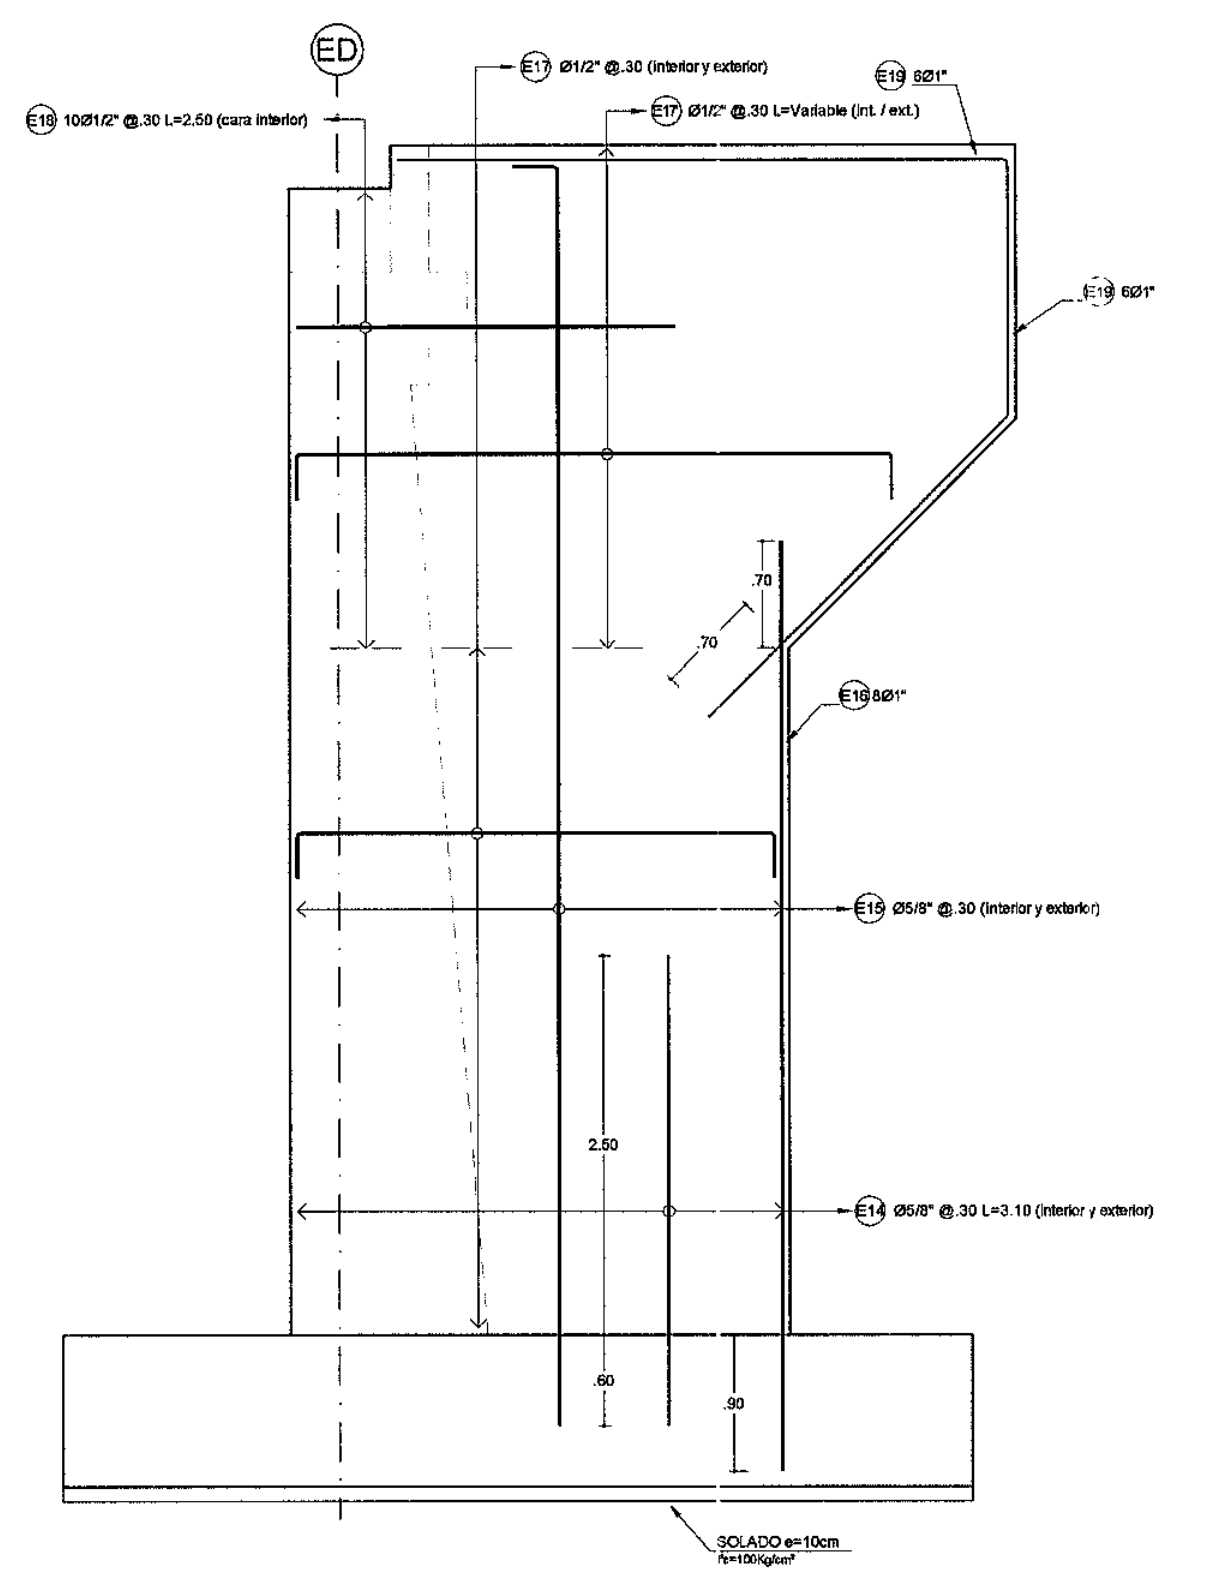 ED
E17 Ø1/2" @.30 (interior y exterior)
E19 6Ø1"
E18 10Ø1/2" @.30 L=2.50 (cara interior)
E17 Ø1/2" @.30 L=Variable (int. / ext.)
E19 6Ø1"
.70
.70
E16 8Ø1"
E15 Ø5/8" @.30 (interior y exterior)
2.50
E14 Ø5/8" @.30 L=3.10 (interior y exterior)
.60
.90
SOLADO e=10cm
f'c=100Kg/cm²